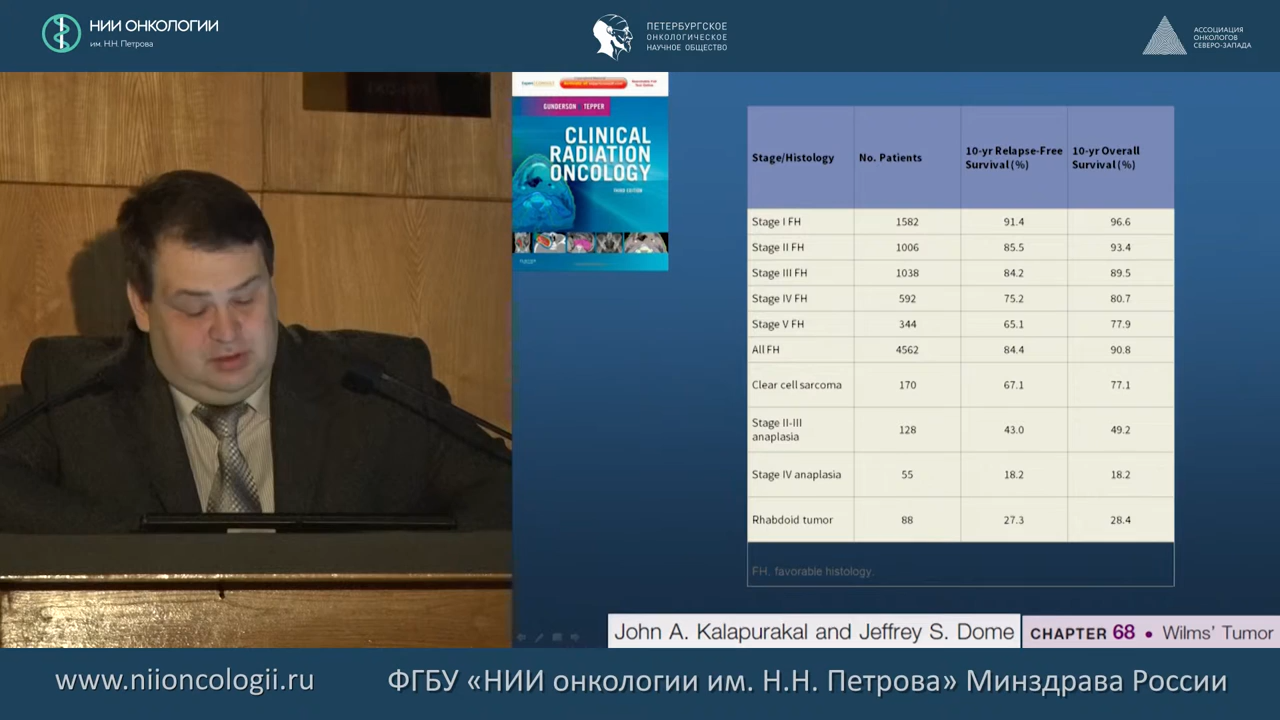 НИИ ОНКОЛОГИИ
им. Н.Н. Петрова
ПЕТЕРБУРГСКОЕ
ОНКОЛОГИЧЕСКОЕ
НАУЧНОЕ ОБЩЕСТВО
АССОЦИАЦИЯ
ОНКОЛОГОВ
СЕВЕРО-ЗАПАДА
GUNDERSON TEPPER
CLINICAL
RADIATION
ONCOLOGY
THIRD EDITION
Stage/Histology No. Patients 10-yr Relapse-Free Survival (%) 10-yr Overall Survival (%)
Stage I FH 1582 91.4 96.6
Stage II FH 1006 85.5 93.4
Stage III FH 1038 84.2 89.5
Stage IV FH 592 75.2 80.7
Stage V FH 344 65.1 77.9
All FH 4562 84.4 90.8
Clear cell sarcoma 170 67.1 77.1
Stage II-III anaplasia 128 43.0 49.2
Stage IV anaplasia 55 18.2 18.2
Rhabdoid tumor 88 27.3 28.4
FH. favorable histology.
John A. Kalapurakal and Jeffrey S. Dome
CHAPTER 68 • Wilms' Tumor
www.niioncologii.ru ФГБУ «НИИ онкологии им. Н.Н. Петрова» Минздрава России